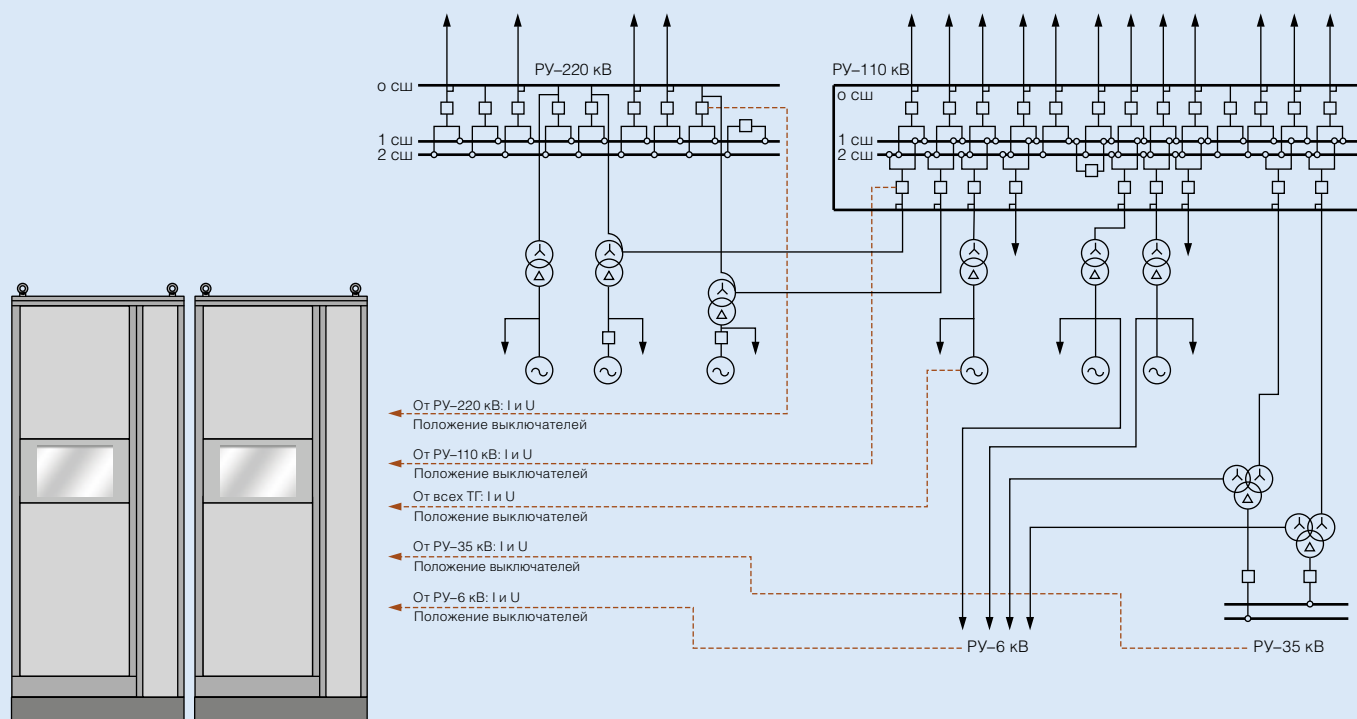 РУ–220 кВ
РУ–110 кВ
о сш
о сш
1 сш
2 сш
1 сш
2 сш
От РУ–220 кВ: I и U
Положение выключателей
От РУ–110 кВ: I и U
Положение выключателей
От всех ТГ: I и U
Положение выключателей
От РУ–35 кВ: I и U
Положение выключателей
От РУ–6 кВ: I и U
Положение выключателей
РУ–6 кВ
РУ–35 кВ